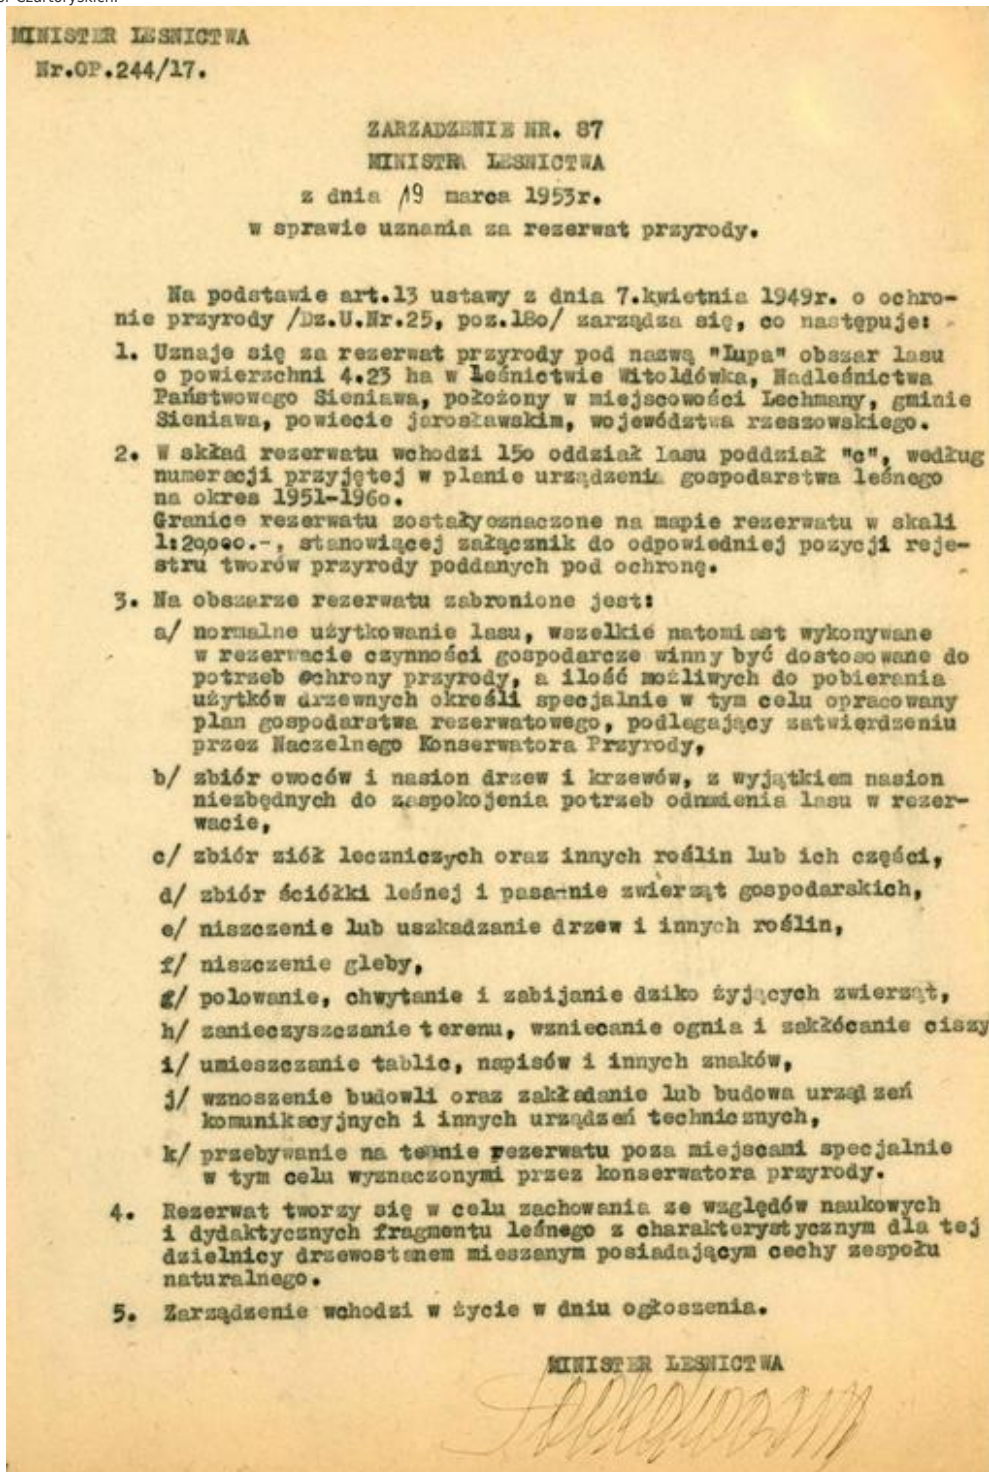 or Czartoryskich.
MINISTER LESNICTWA
Nr.OP.244/17.
ZARZADZENIE NR. 87
MINISTRA LESNICTWA
z dnia 19 marca 1953r.
w sprawie uznania za rezerwat przyrody.
Na podstawie art.13 ustawy z dnia 7.kwietnia 1949r. o ochro-
nie przyrody /Dz.U.Nr.25, poz.18o/ zarządza się, co następuje:
1. Uznaje się za rezerwat przyrody pod nazwą "Lupa" obszar lasu
o powierzchni 4.23 ha w leśnictwie Witoldówka, Nadleśnictwa
Państwowego Sieniawa, położony w miejscowości Lechmany, gminie
Sieniawa, powiecie jarosławskim, województwa rzeszowskiego.
2. W skład rezerwatu wchodzi 15o oddział lasu poddział "c", według
numeracji przyjętej w planie urządzenia gospodarstwa leśnego
na okres 1951-196o.
Granice rezerwatu zostałyoznaczone na mapie rezerwatu w skali
1:20,ooo.-, stanowiącej załącznik do odpowiedniej pozycji reje-
stru tworów przyrody poddanych pod ochronę.
3. Na obszarze rezerwatu zabronione jest:
a/ normalne użytkowanie lasu, wszelkie natomiast wykonywane
w rezerwacie czynności gospodarcze winny być dostosowane do
potrzeb ochrony przyrody, a ilość możliwych do pobierania
użytków drzewnych określi specjalnie w tym celu opracowany
plan gospodarstwa rezerwatowego, podlegający zatwierdzeniu
przez Naczelnego Konserwatora Przyrody,
b/ zbiór owoców i nasion drzew i krzewów, z wyjątkiem nasion
niezbędnych do zaspokojenia potrzeb odnowienia lasu w rezer-
wacie,
c/ zbiór ziół leczniczych oraz innych roślin lub ich części,
d/ zbiór ściółki leśnej i pasanie zwierząt gospodarskich,
e/ niszczenie lub uszkadzanie drzew i innych roślin,
f/ niszczenie gleby,
g/ polowanie, chwytanie i zabijanie dziko żyjących zwierząt,
h/ zanieczyszczanie terenu, wzniecanie ognia i zakłócanie ciszy
i/ umieszczanie tablic, napisów i innych znaków,
j/ wznoszenie budowli oraz zakładanie lub budowa urządzeń
komunikacyjnych i innych urządzeń technicznych,
k/ przebywanie na terenie rezerwatu poza miejscami specjalnie
w tym celu wyznaczonymi przez konserwatora przyrody.
4. Rezerwat tworzy się w celu zachowania ze względów naukowych
i dydaktycznych fragmentu leśnego z charakterystycznym dla tej
dzielnicy drzewostanem mieszanym posiadającym cechy zespołu
naturalnego.
5. Zarządzenie wchodzi w życie w dniu ogłoszenia.
MINISTER LESNICTWA